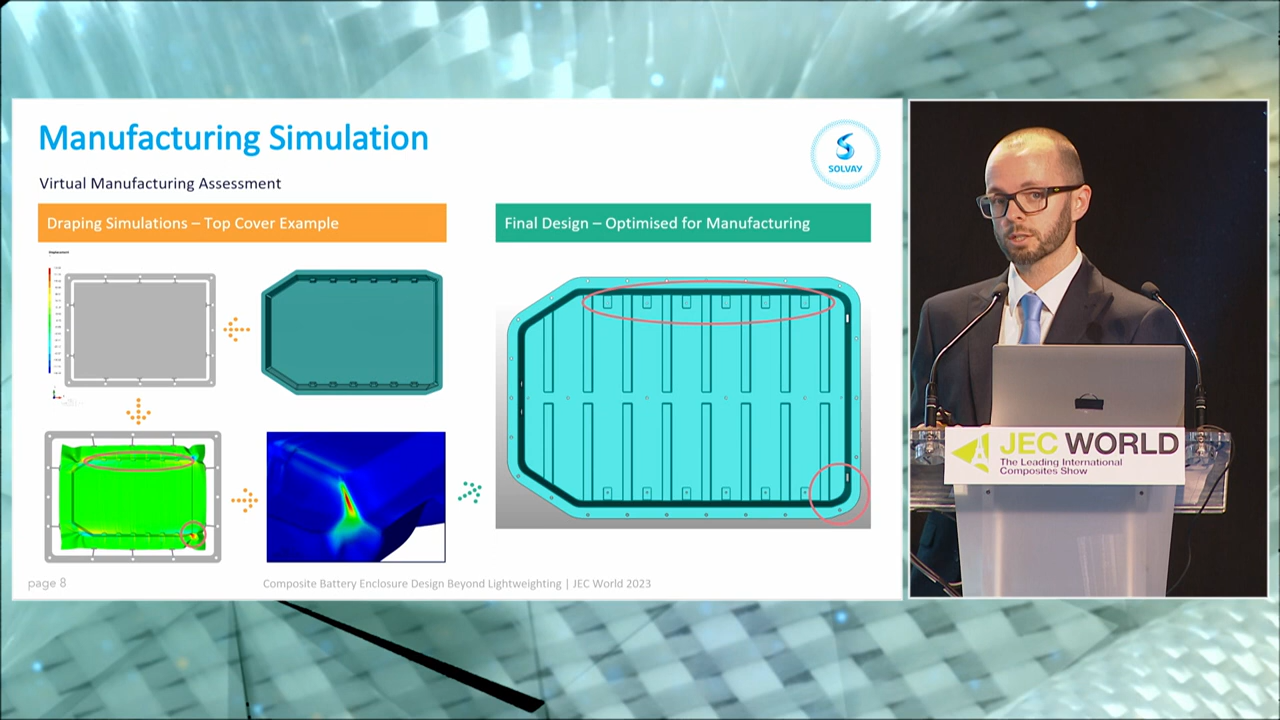 Manufacturing Simulation
SOLVAY
Virtual Manufacturing Assessment
Draping Simulations – Top Cover Example
Final Design – Optimised for Manufacturing
page 8
Composite Battery Enclosure Design Beyond Lightweighting | JEC World 2023
JEC WORLD
The Leading International
Composites Show